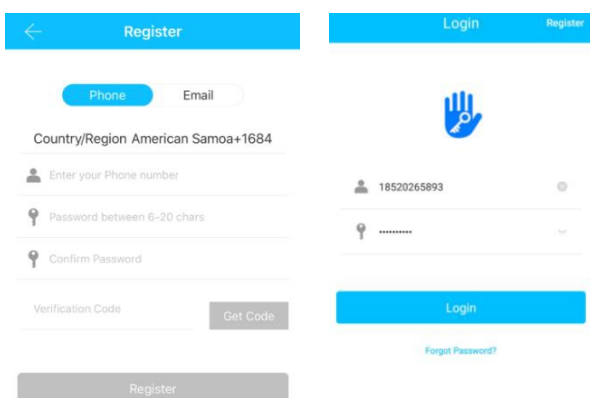 Register
Phone Email
Country/Region American Samoa+1684
Enter your Phone number
Password between 6-20 chars
Confirm Password
Verification Code Get Code
Register
Login Register
18520265893
••••••••••
Login
Forgot Password?